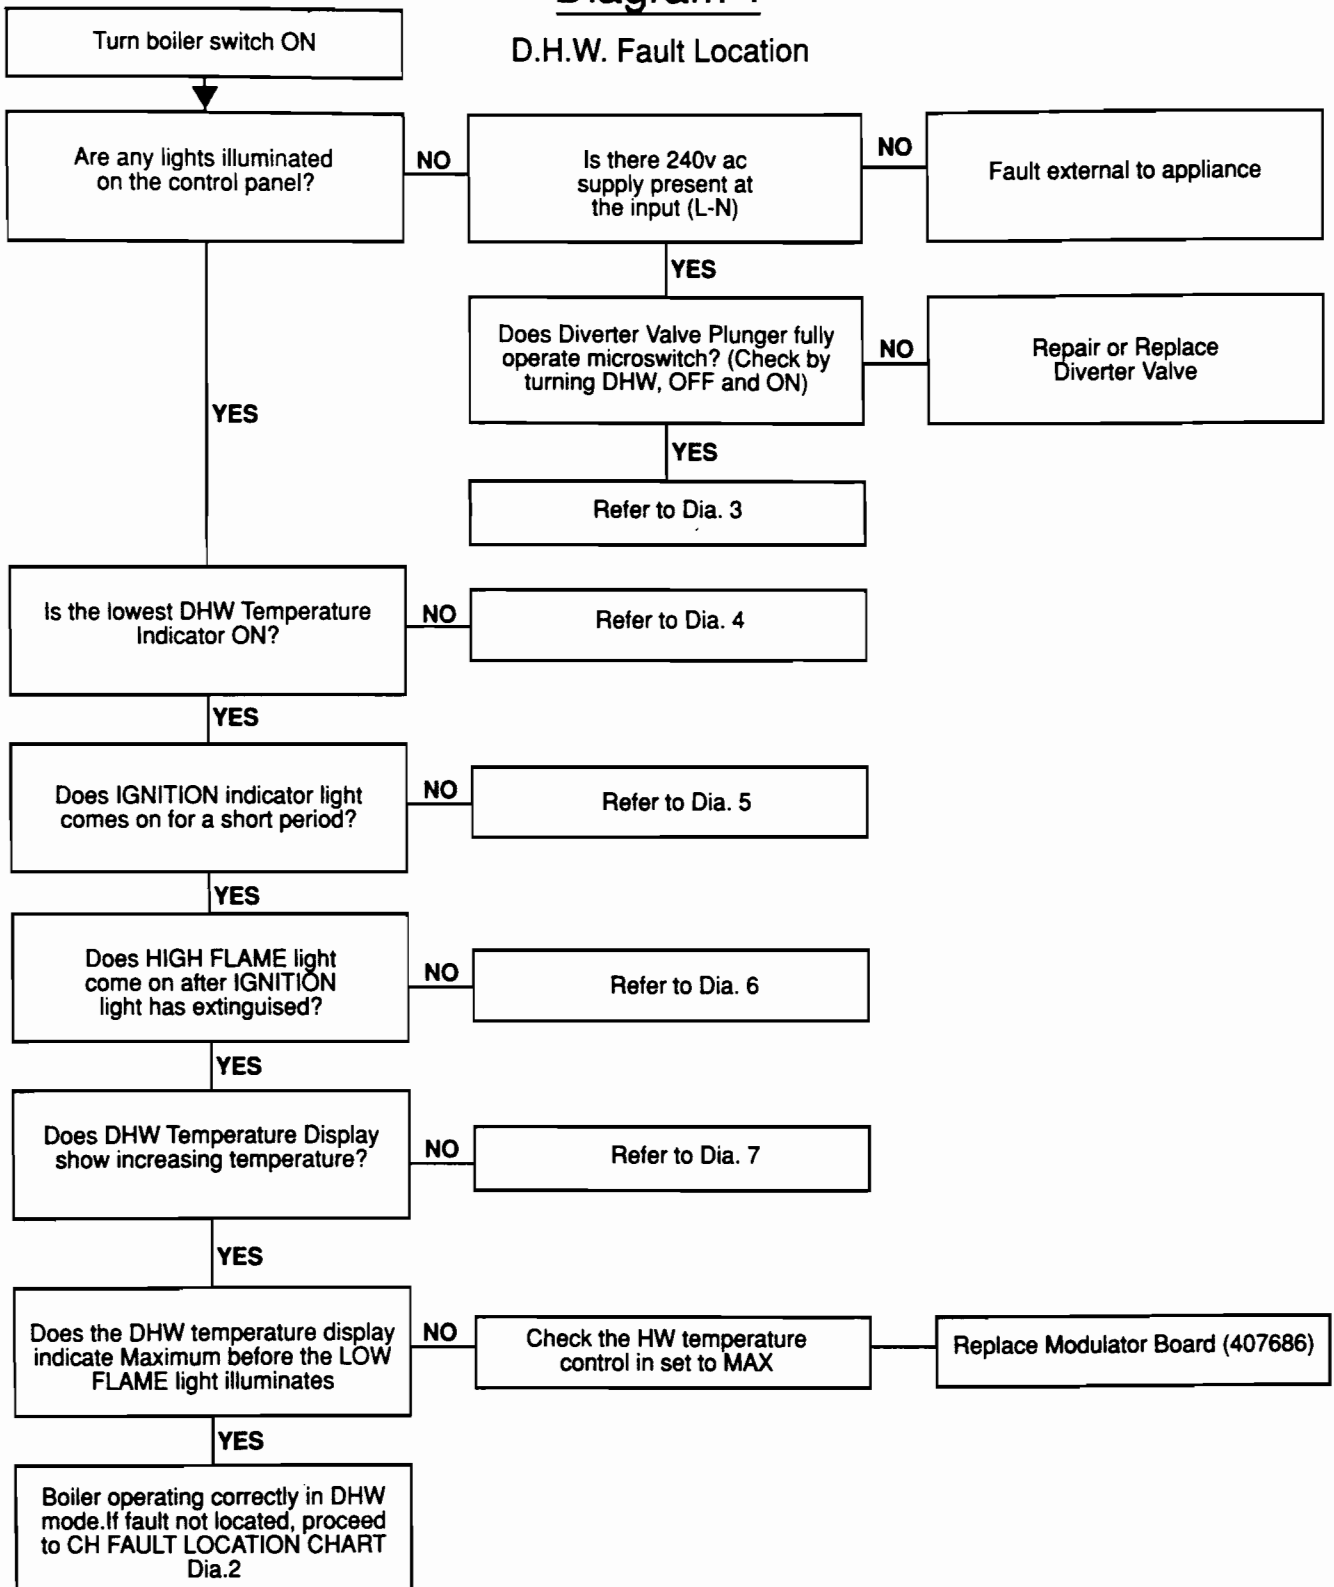 D.H.W. Fault Location
Turn boiler switch ON
Are any lights illuminated
on the control panel?
NO
Is there 240v ac
supply present at
the input (L-N)
NO
Fault external to appliance
YES
Does Diverter Valve Plunger fully
operate microswitch? (Check by
turning DHW, OFF and ON)
NO
Repair or Replace
Diverter Valve
YES
YES
Refer to Dia. 3
Is the lowest DHW Temperature
Indicator ON?
NO
Refer to Dia. 4
YES
Does IGNITION indicator light
comes on for a short period?
NO
Refer to Dia. 5
YES
Does HIGH FLAME light
come on after IGNITION
light has extinguised?
NO
Refer to Dia. 6
YES
Does DHW Temperature Display
show increasing temperature?
NO
Refer to Dia. 7
YES
Does the DHW temperature display
indicate Maximum before the LOW
FLAME light illuminates
NO
Check the HW temperature
control in set to MAX
Replace Modulator Board (407686)
YES
Boiler operating correctly in DHW
mode.If fault not located, proceed
to CH FAULT LOCATION CHART
Dia.2